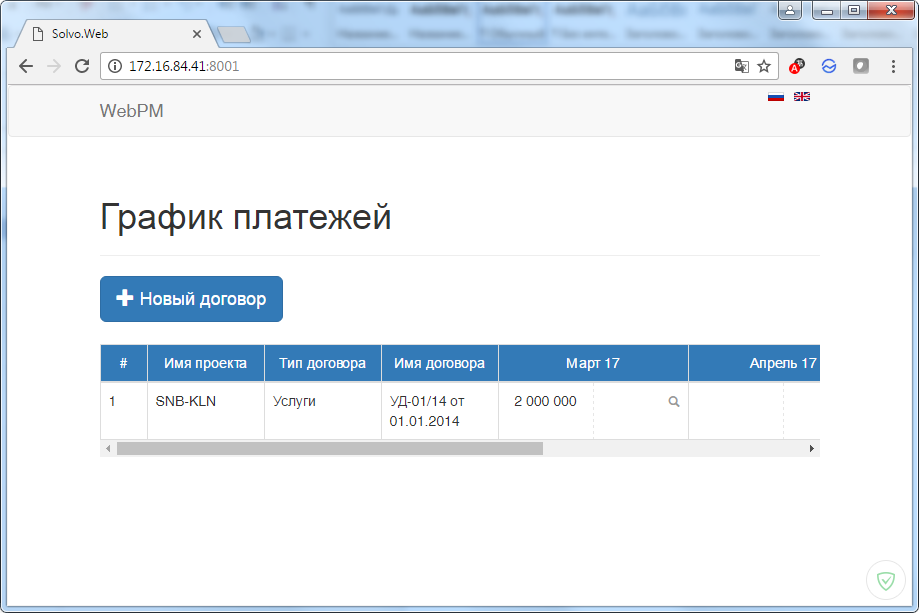 Solvo.Web
172.16.84.41:8001
WebPM
График платежей
Новый договор
# Имя проекта Тип договора Имя договора Март 17 Апрель 17
1 SNB-KLN Услуги УД-01/14 от 2 000 000
01.01.2014